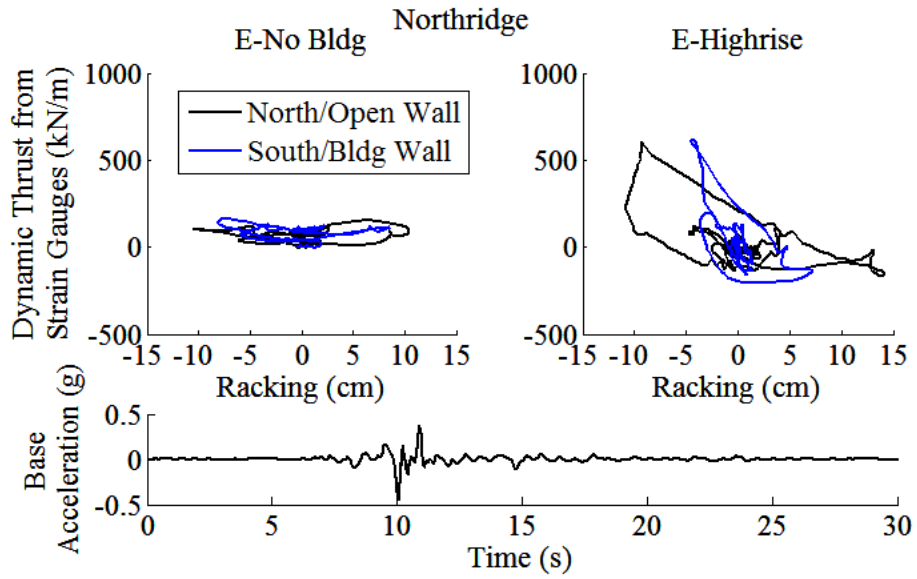 Northridge
E-No Bldg
E-Highrise
Dynamic Thrust from
Strain Gauges (kN/m)
1000
500
0
-500
-15 -10 -5 0 5 10 15
Racking (cm)
North/Open Wall
South/Bldg Wall
1000
500
0
-500
-15 -10 -5 0 5 10 15
Racking (cm)
Base
Acceleration (g)
0.5
0
-0.5
0 5 10 15 20 25 30
Time (s)